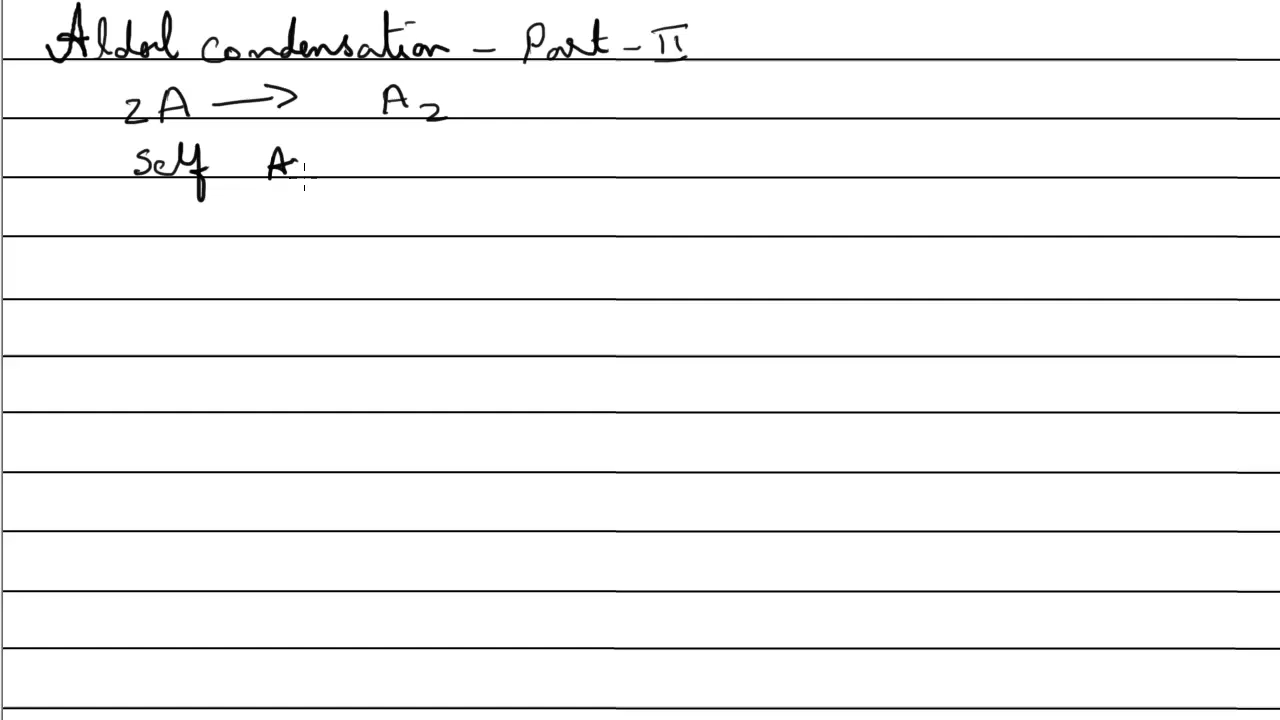 Aldol condensation - Part - II
2A → A2
Self A